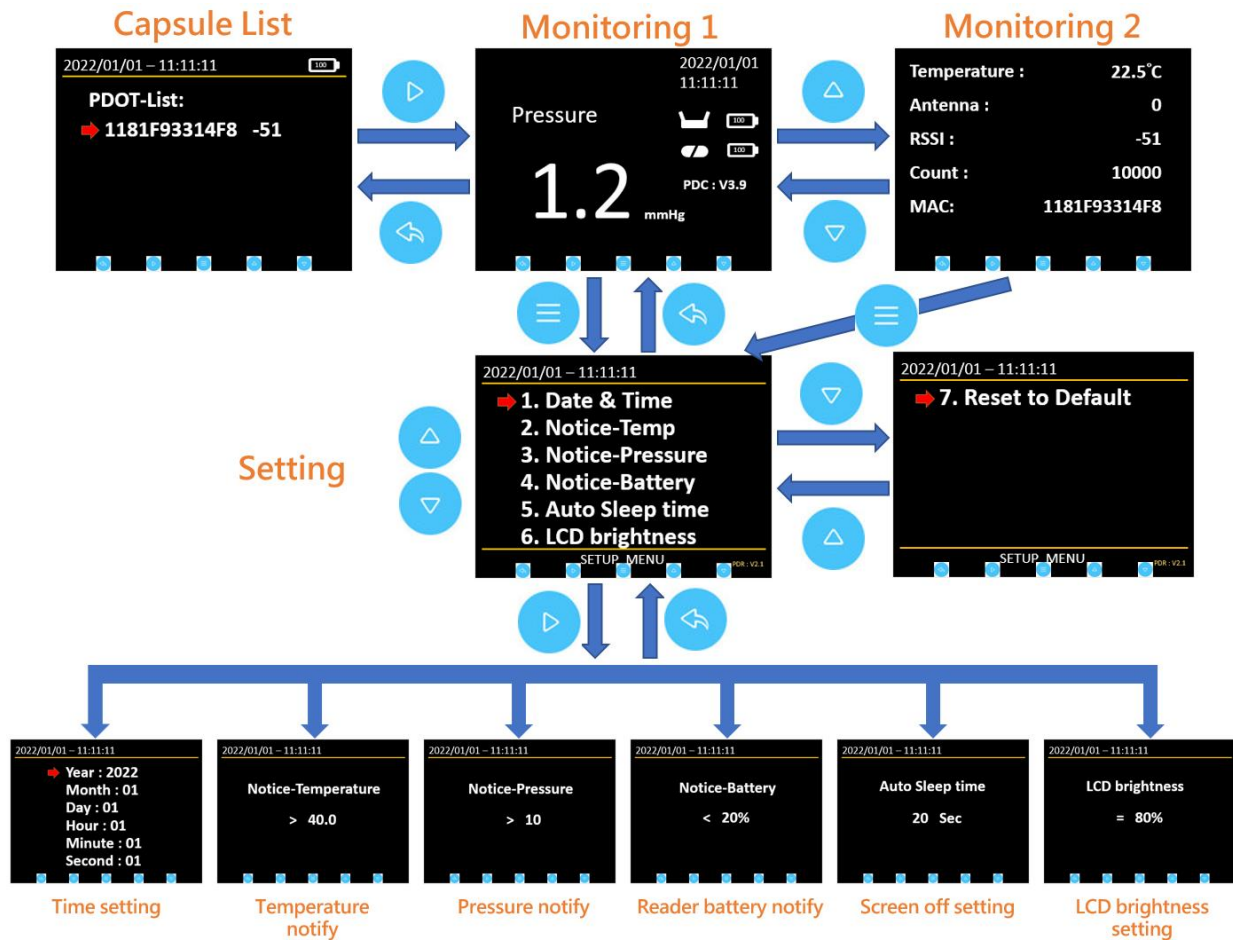 Capsule List
Monitoring 1
Monitoring 2
2022/01/01 – 11:11:11
100
PDOT-List:
1181F93314F8 -51
2022/01/01
11:11:11
Pressure
100
100
1.2 mmHg
PDC : V3.9
Temperature : 22.5°C
Antenna : 0
RSSI : -51
Count : 10000
MAC: 1181F93314F8
Setting
2022/01/01 – 11:11:11
1. Date & Time
2. Notice-Temp
3. Notice-Pressure
4. Notice-Battery
5. Auto Sleep time
6. LCD brightness
SETUP MENU
PDR : V2.1
2022/01/01 – 11:11:11
7. Reset to Default
SETUP MENU
PDR : V2.1
2022/01/01 – 11:11:11
Year : 2022
Month : 01
Day : 01
Hour : 01
Minute : 01
Second : 01
Time setting
2022/01/01 – 11:11:11
Notice-Temperature
> 40.0
Temperature
notify
2022/01/01 – 11:11:11
Notice-Pressure
> 10
Pressure notify
2022/01/01 – 11:11:11
Notice-Battery
< 20%
Reader battery notify
2022/01/01 – 11:11:11
Auto Sleep time
20 Sec
Screen off setting
2022/01/01 – 11:11:11
LCD brightness
= 80%
LCD brightness
setting